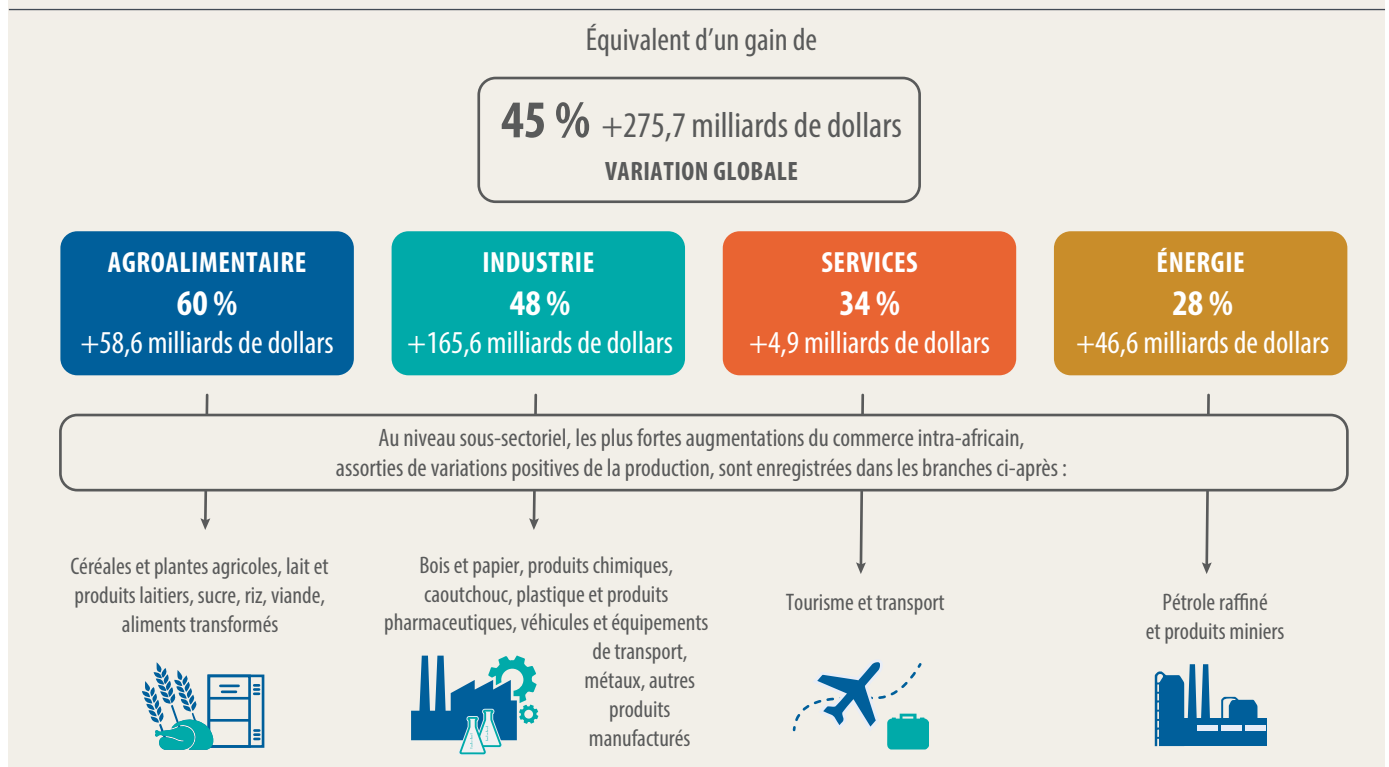 Équivalent d’un gain de
45 % +275,7 milliards de dollars
VARIATION GLOBALE
AGROALIMENTAIRE
60 %
+58,6 milliards de dollars
INDUSTRIE
48 %
+165,6 milliards de dollars
SERVICES
34 %
+4,9 milliards de dollars
ÉNERGIE
28 %
+46,6 milliards de dollars
Au niveau sous-sectoriel, les plus fortes augmentations du commerce intra-africain,
assorties de variations positives de la production, sont enregistrées dans les branches ci-après :
Céréales et plantes agricoles, lait et
produits laitiers, sucre, riz, viande,
aliments transformés
Bois et papier, produits chimiques,
caoutchouc, plastique et produits
pharmaceutiques, véhicules et équipements
de transport,
métaux, autres
produits
manufacturés
Tourisme et transport
Pétrole raffiné
et produits miniers